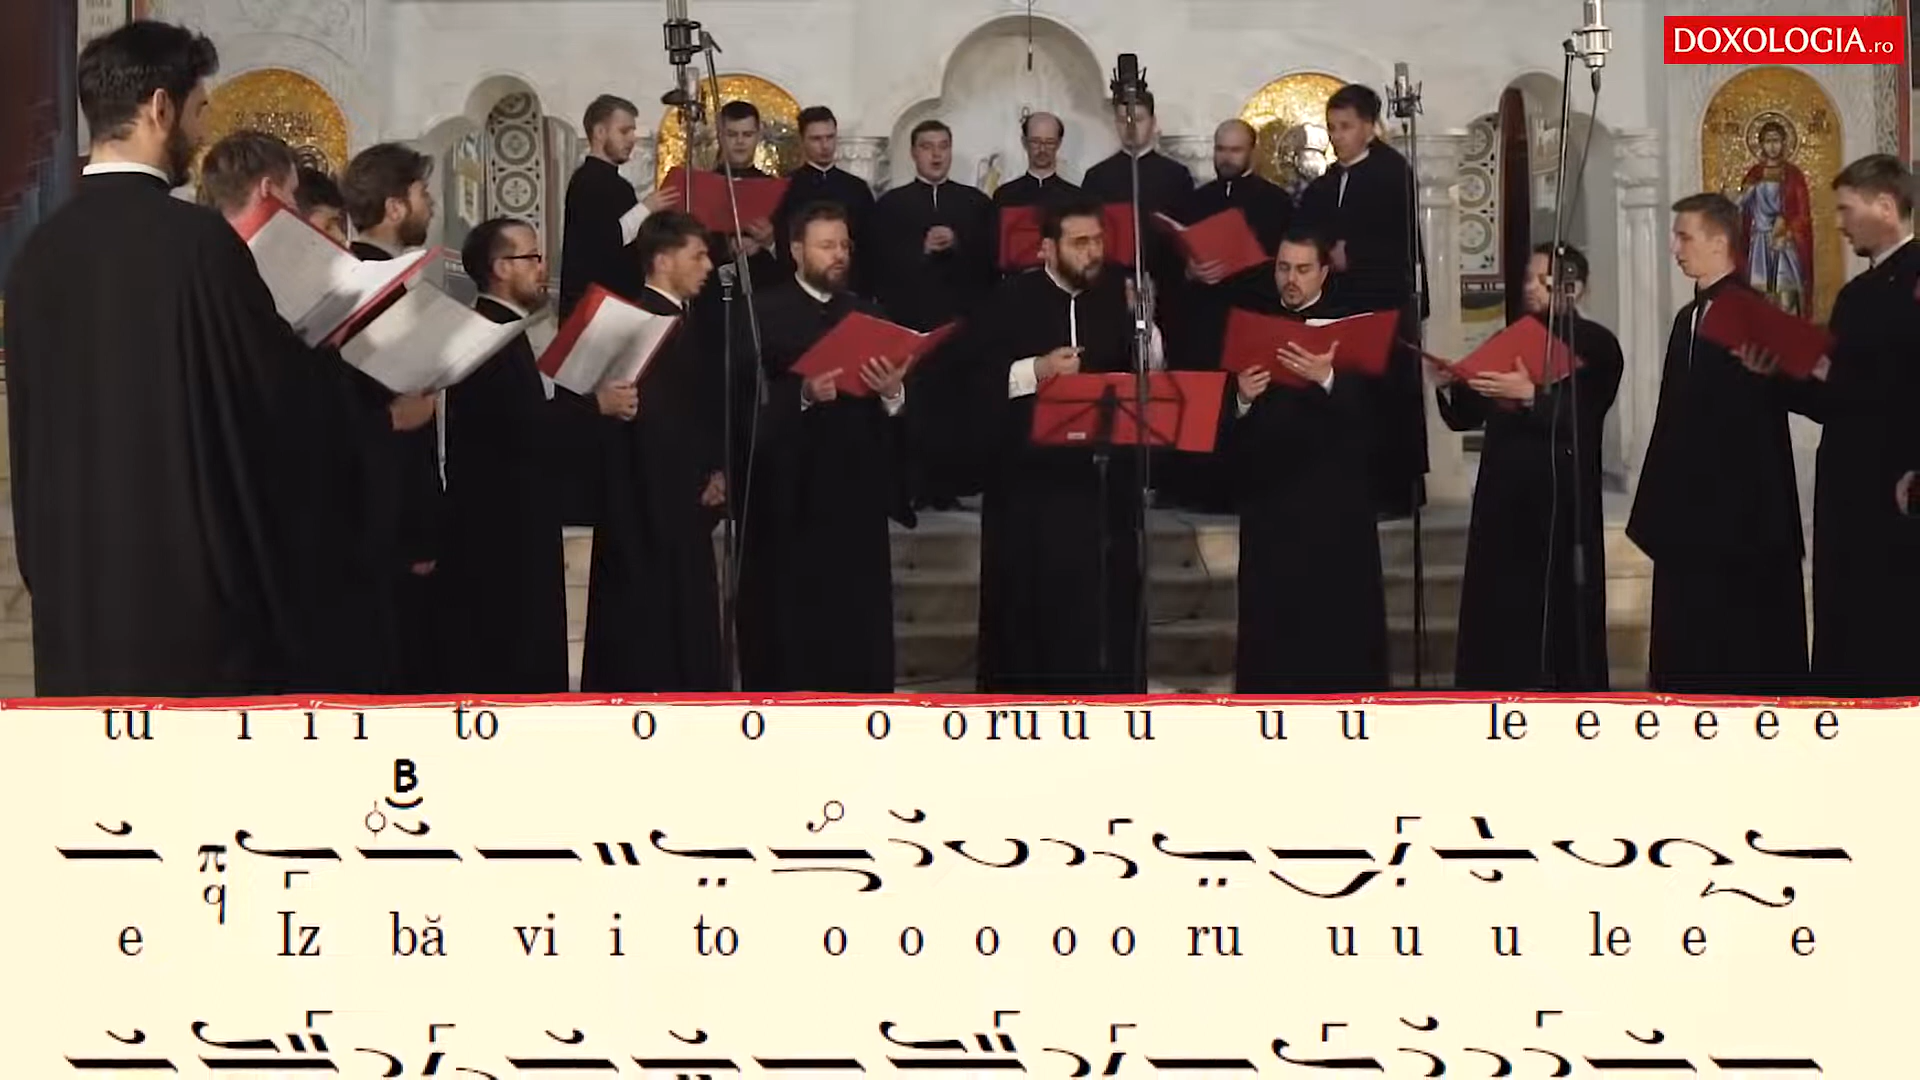 DOXOLOGIA.ro
tu i i i to o o o o ru u u u u le e e e e e
B
π
q
e Iz bă vi i to o o o o o ru u u u le e e